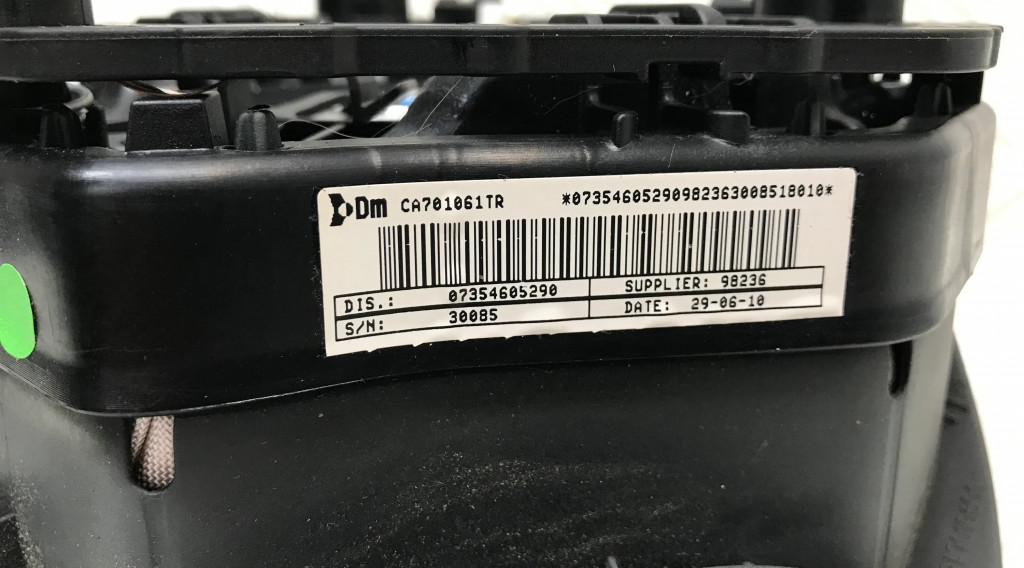 Dm CA701061TR *07354605290982363008518010*
DIS.: 07354605290 SUPPLIER: 98236
S/N: 30085 DATE: 29-06-10